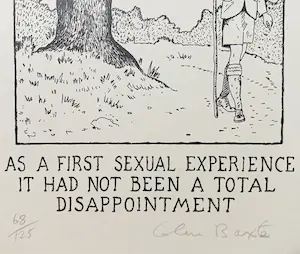 AS A FIRST SEXUAL EXPERIENCE
IT HAD NOT BEEN A TOTAL
DISAPPOINTMENT
68/125 Glen Baxter